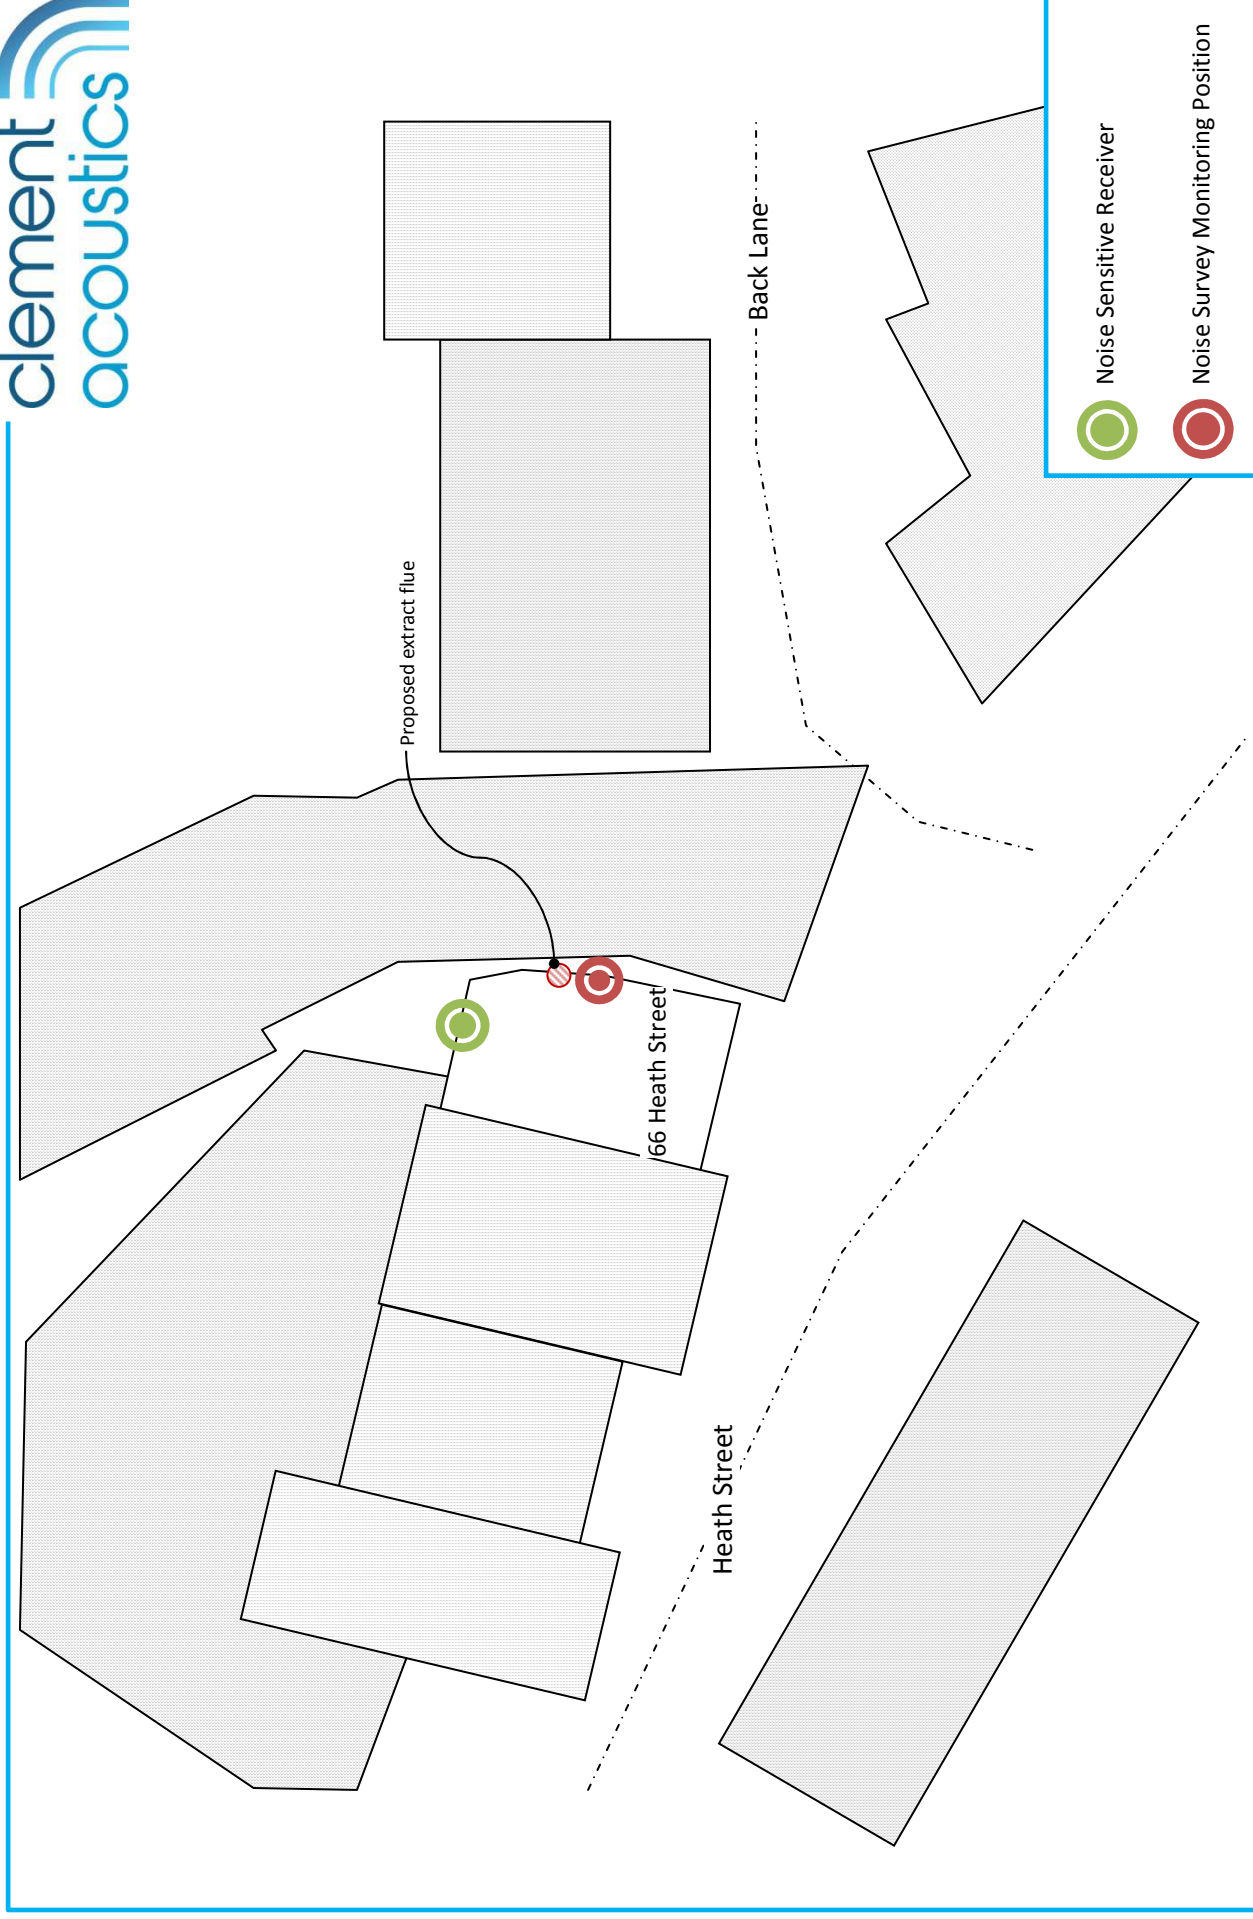 clement
acoustics
Proposed extract flue
Back Lane
66 Heath Street
Heath Street
Noise Sensitive Receiver
Noise Survey Monitoring Position